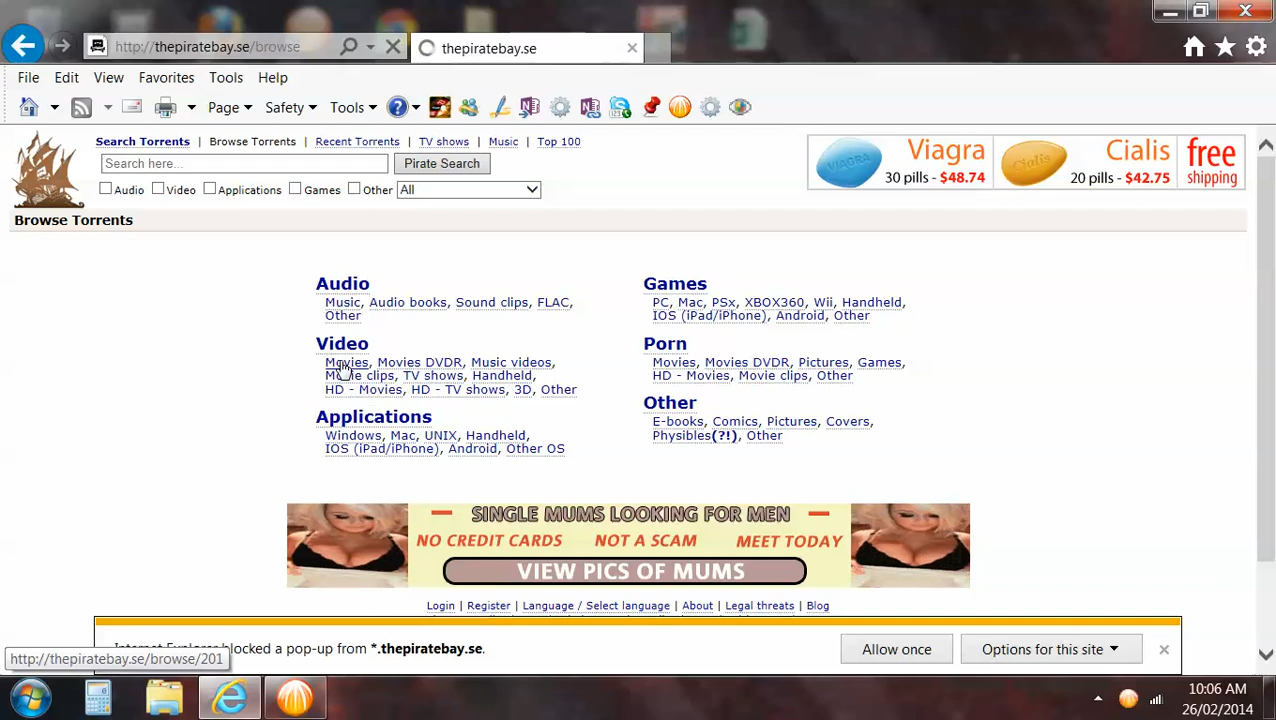 http://thepiratebay.se/browse
thepiratebay.se
File Edit View Favorites Tools Help
Page Safety Tools
Search Torrents | Browse Torrents | Recent Torrents | TV shows | Music | Top 100
Search here... Pirate Search
Audio Video Applications Games Other All
VIAGRA Viagra 30 pills - $48.74
CIALIS Cialis 20 pills - $42.75
free shipping
Browse Torrents
Audio
Music, Audio books, Sound clips, FLAC,
Other
Video
Movies, Movies DVDR, Music videos,
Movie clips, TV shows, Handheld,
HD - Movies, HD - TV shows, 3D, Other
Applications
Windows, Mac, UNIX, Handheld,
IOS (iPad/iPhone), Android, Other OS
Games
PC, Mac, PSx, XBOX360, Wii, Handheld,
IOS (iPad/iPhone), Android, Other
Porn
Movies, Movies DVDR, Pictures, Games,
HD - Movies, Movie clips, Other
Other
E-books, Comics, Pictures, Covers,
Physibles(?!), Other
SINGLE MUMS LOOKING FOR MEN
NO CREDIT CARDS NOT A SCAM MEET TODAY
VIEW PICS OF MUMS
Login | Register | Language / Select language | About | Legal threats | Blog
Internet Explorer blocked a pop-up from *.thepiratebay.se.
Allow once Options for this site
http://thepiratebay.se/browse/201
10:06 AM
26/02/2014